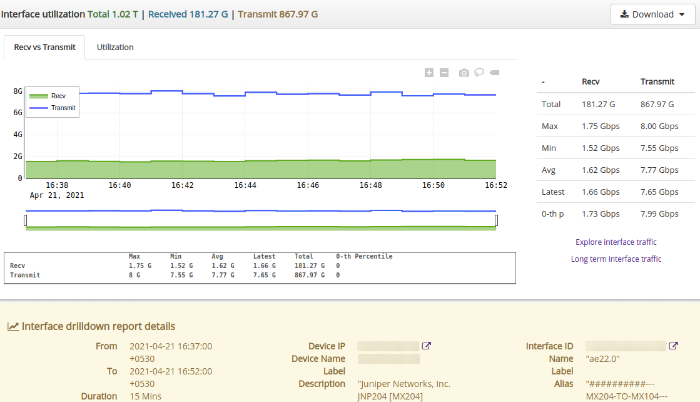 Interface utilization Total 1.02 T | Received 181.27 G | Transmit 867.97 G
Download
Recv vs Transmit
Utilization
8G
6G
4G
2G
0
Recv
Transmit
16:38 16:40 16:42 16:44 16:46 16:48 16:50 16:52
Apr 21, 2021
Max Min Avg Latest Total 0-th Percentile
Recv 1.75 G 1.52 G 1.62 G 1.66 G 181.27 G 0
Transmit 8 G 7.55 G 7.77 G 7.65 G 867.97 G 0
- Recv Transmit
Total 181.27 G 867.97 G
Max 1.75 Gbps 8.00 Gbps
Min 1.52 Gbps 7.55 Gbps
Avg 1.62 Gbps 7.77 Gbps
Latest 1.66 Gbps 7.65 Gbps
0-th p 1.73 Gbps 7.99 Gbps
Explore interface traffic
Long term interface traffic
Interface drilldown report details
From 2021-04-21 16:37:00
+0530
To 2021-04-21 16:52:00
+0530
Duration 15 Mins
Device IP
Device Name
Label
Description "Juniper Networks, Inc.
JNP204 [MX204]
Interface ID
Name "ae22.0"
Label
Alias "##########---
MX204-TO-MX104---